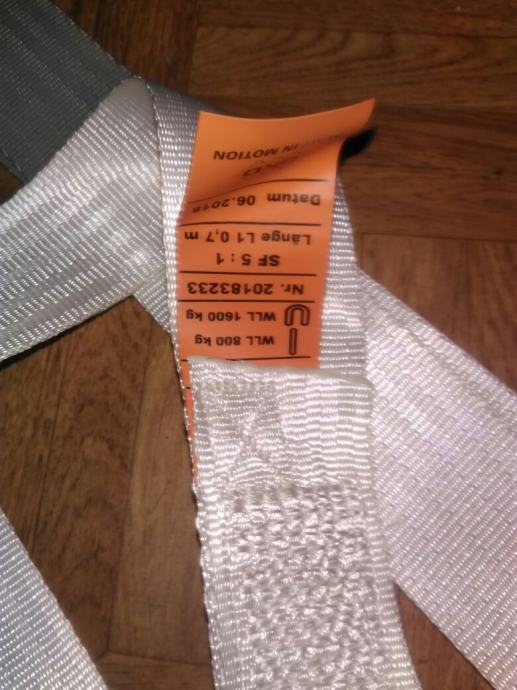 WLL 800 kg
WLL 1600 kg
Nr. 20183233
SF 5 : 1
Länge L1 0,7 m
Datum 06.2018
IN MOTION